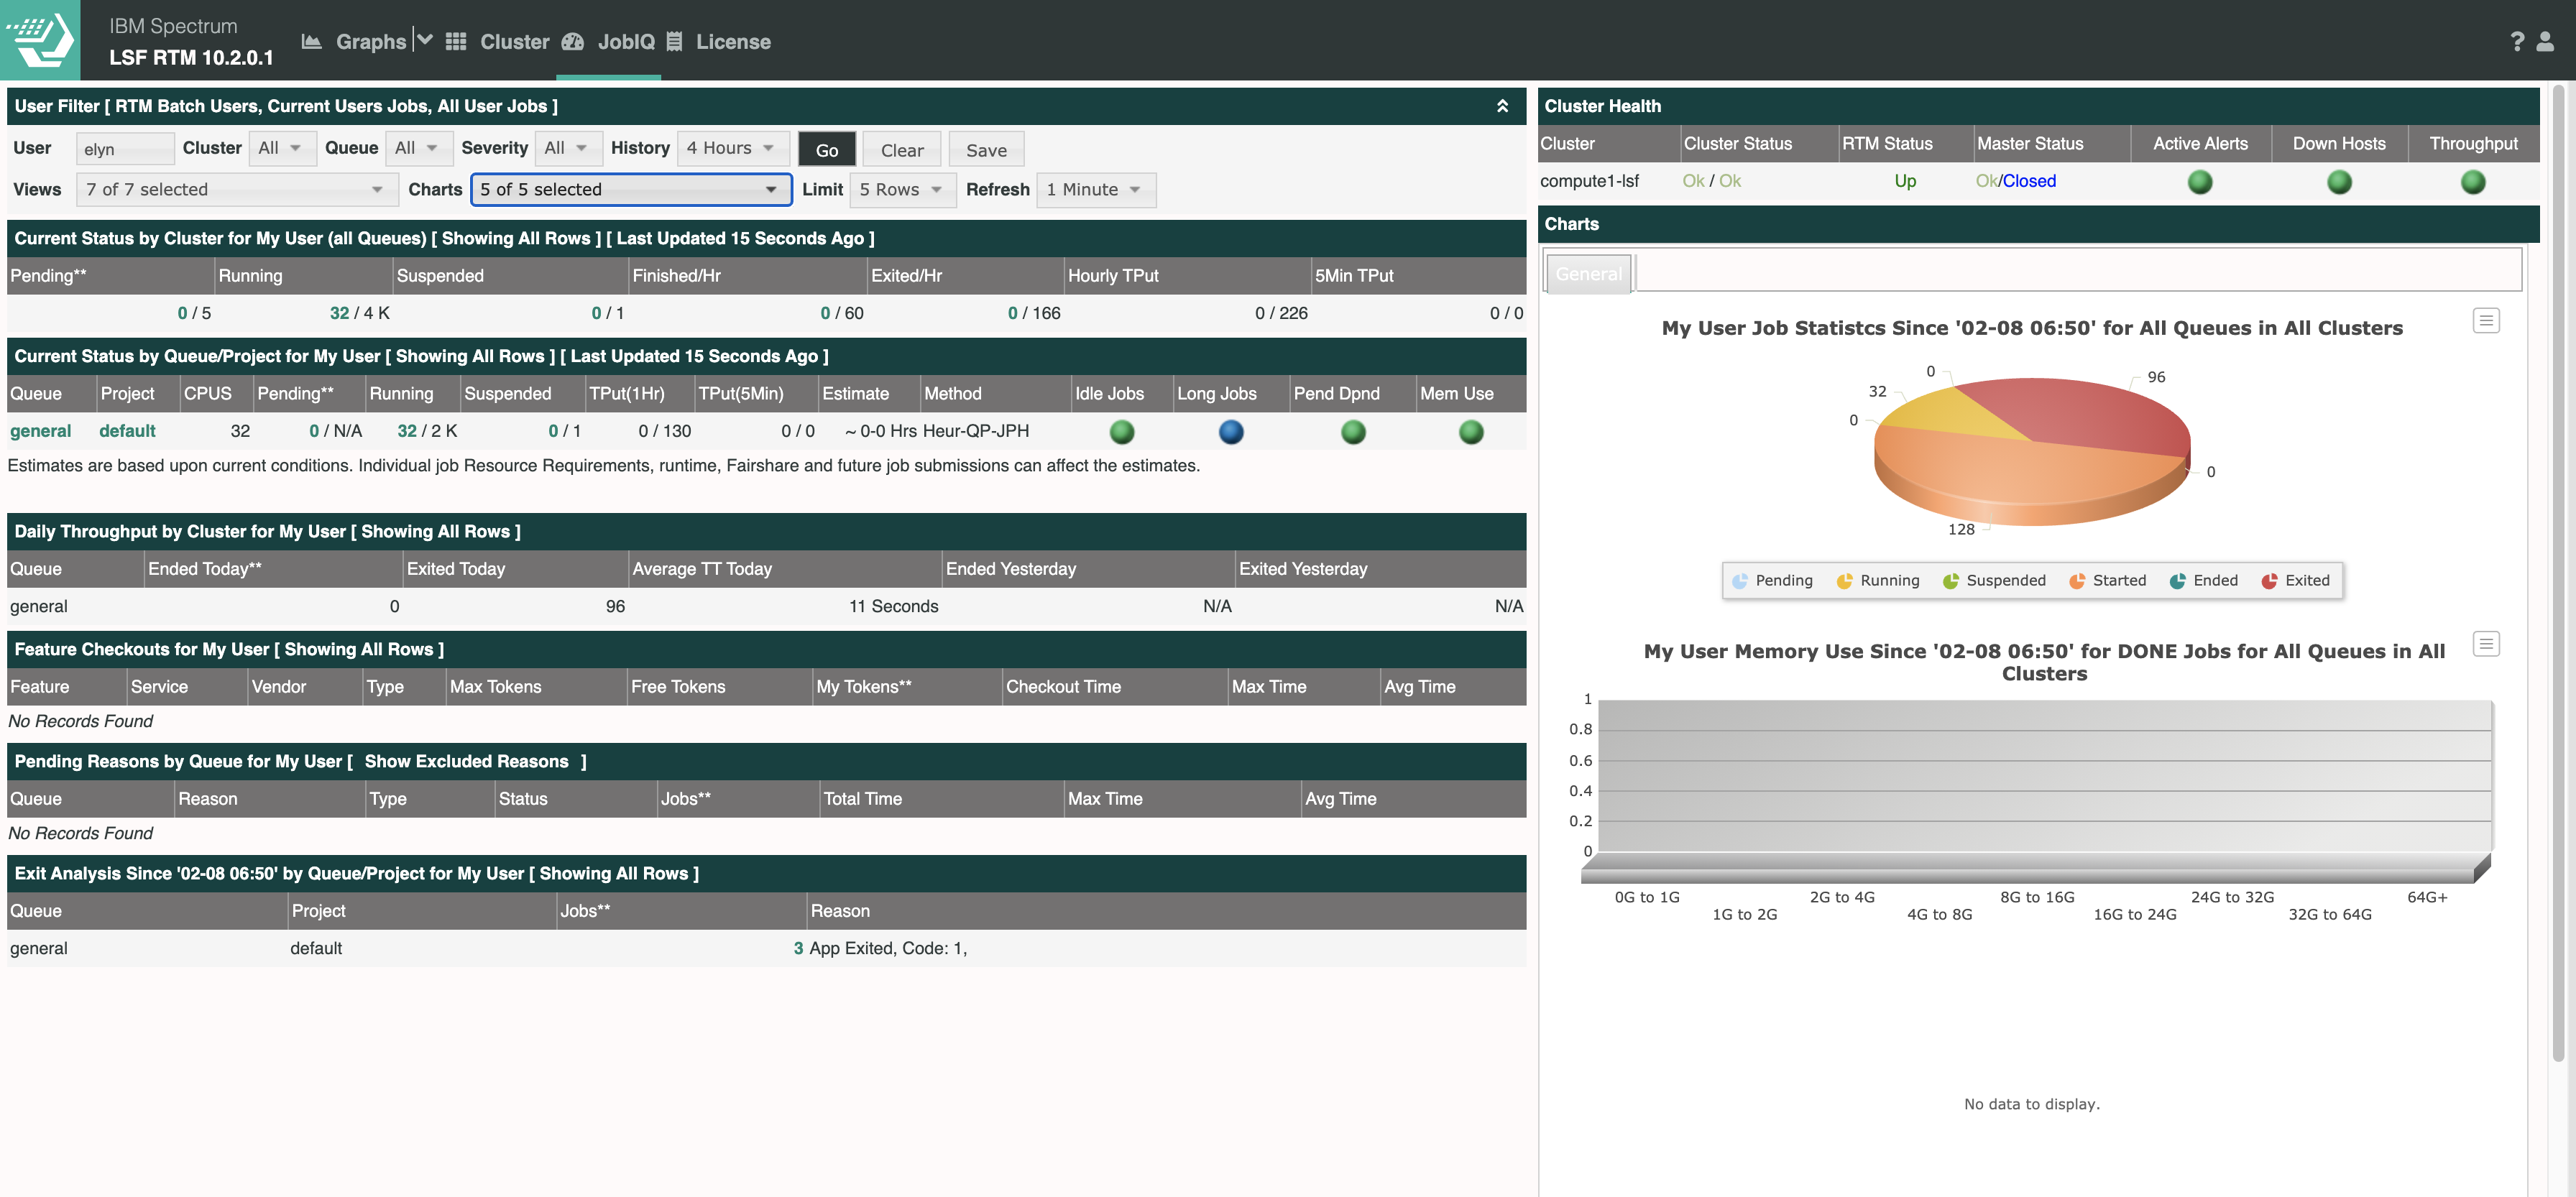 IBM Spectrum
LSF RTM 10.2.0.1
Graphs Cluster JobIQ License
?
User Filter [ RTM Batch Users, Current Users Jobs, All User Jobs ]
User elyn Cluster All Queue All Severity All History 4 Hours Go Clear Save
Views 7 of 7 selected Charts 5 of 5 selected Limit 5 Rows Refresh 1 Minute
Current Status by Cluster for My User (all Queues) [ Showing All Rows ] [ Last Updated 15 Seconds Ago ]
Pending** Running Suspended Finished/Hr Exited/Hr Hourly TPut 5Min TPut
0 / 5 32 / 4 K 0 / 1 0 / 60 0 / 166 0 / 226 0 / 0
Current Status by Queue/Project for My User [ Showing All Rows ] [ Last Updated 15 Seconds Ago ]
Queue Project CPUS Pending** Running Suspended TPut(1Hr) TPut(5Min) Estimate Method Idle Jobs Long Jobs Pend Dpnd Mem Use
general default 32 0 / N/A 32 / 2 K 0 / 1 0 / 130 0 / 0 ~ 0-0 Hrs Heur-QP-JPH
Estimates are based upon current conditions. Individual job Resource Requirements, runtime, Fairshare and future job submissions can affect the estimates.
Daily Throughput by Cluster for My User [ Showing All Rows ]
Queue Ended Today** Exited Today Average TT Today Ended Yesterday Exited Yesterday
general 0 96 11 Seconds N/A N/A
Feature Checkouts for My User [ Showing All Rows ]
Feature Service Vendor Type Max Tokens Free Tokens My Tokens** Checkout Time Max Time Avg Time
No Records Found
Pending Reasons by Queue for My User [ Show Excluded Reasons ]
Queue Reason Type Status Jobs** Total Time Max Time Avg Time
No Records Found
Exit Analysis Since '02-08 06:50' by Queue/Project for My User [ Showing All Rows ]
Queue Project Jobs** Reason
general default 3 App Exited, Code: 1,
Cluster Health
Cluster Cluster Status RTM Status Master Status Active Alerts Down Hosts Throughput
compute1-lsf Ok / Ok Up Ok/Closed
Charts
General
My User Job Statistcs Since '02-08 06:50' for All Queues in All Clusters
0
96
32
0
0
128
Pending Running Suspended Started Ended Exited
My User Memory Use Since '02-08 06:50' for DONE Jobs for All Queues in All
Clusters
1
0.8
0.6
0.4
0.2
0
0G to 1G 2G to 4G 8G to 16G 24G to 32G 64G+
1G to 2G 4G to 8G 16G to 24G 32G to 64G
No data to display.